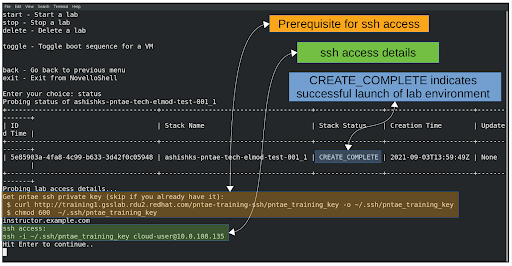 File Edit View Search Terminal Help
start - Start a lab
stop - Stop a lab
delete - Delete a lab
toggle - Toggle boot sequence for a VM
back - Go back to previous menu
exit - Exit from NovelloShell
Enter your choice: status
Probing status of ashishks-pntae-tech-elmod-test-001_1
| ID | Stack Name | Stack Status | Creation Time | Updated Time |
| 5e85983a-4fa8-4c99-b633-3d42f0c05948 | ashishks-pntae-tech-elmod-test-001_1 | CREATE_COMPLETE | 2021-09-03T13:59:49Z | None |
Probing lab access details...
Get pntae ssh private key (skip if you already have it):
$ curl http://training1.gsslab.rdu2.redhat.com/pntae-training-ssh/pntae_training_key -o ~/.ssh/pntae_training_key
$ chmod 600 ~/.ssh/pntae_training_key
instructor.example.com
ssh access:
ssh -i ~/.ssh/pntae_training_key cloud-user@10.0.108.135
Hit Enter to continue..
Prerequisite for ssh access
ssh access details
CREATE_COMPLETE indicates
successful launch of lab environment